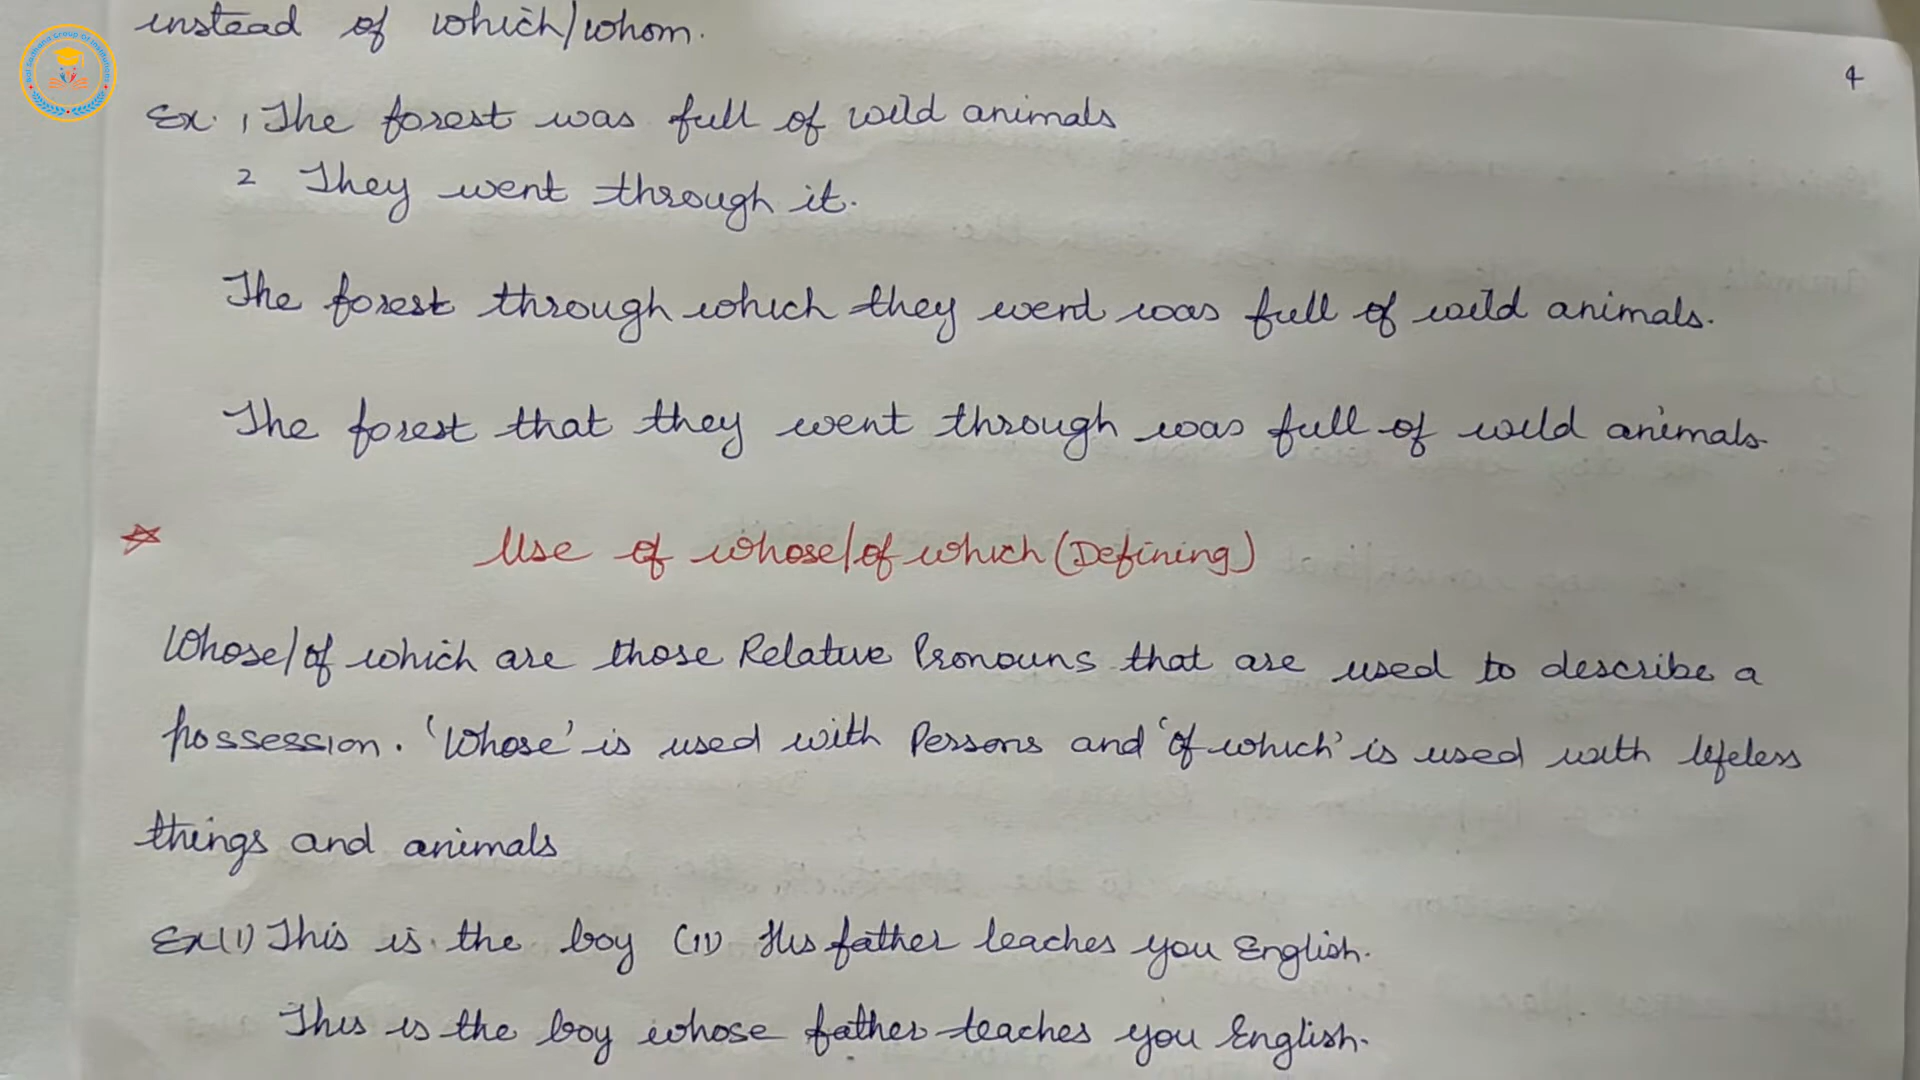 instead of which/whom.
4
Ex. 1 The forest was full of wild animals
2 They went through it.
The forest through which they went was full of wild animals.
The forest that they went through was full of wild animals.
Use of whose/of which (Defining)
Whose/of which are those Relative Pronouns that are used to describe a
possession. 'Whose' is used with Persons and 'of which' is used with lifeless
things and animals
Ex (1) This is the boy (11) His father teaches you English.
This is the boy whose father teaches you English.